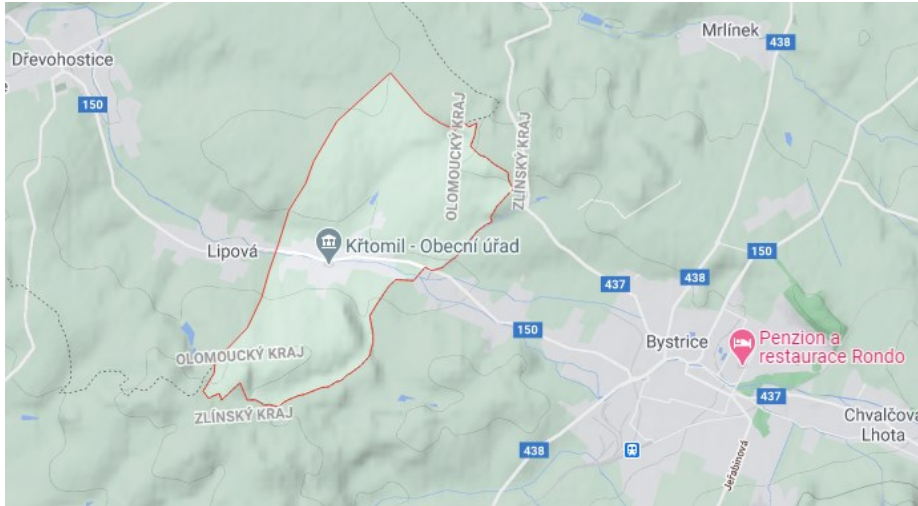 Mrlínek
438
Dřevohostice
150
OLOMOUCKÝ KRAJ
ZLÍNSKÝ KRAJ
Lipová
Křtomil - Obecní úřad
150
437
438
150
Bystrice
Penzion a
restaurace Rondo
OLOMOUCKÝ KRAJ
ZLÍNSKÝ KRAJ
437
Chvalčova
Lhota
438
Jeřabinová